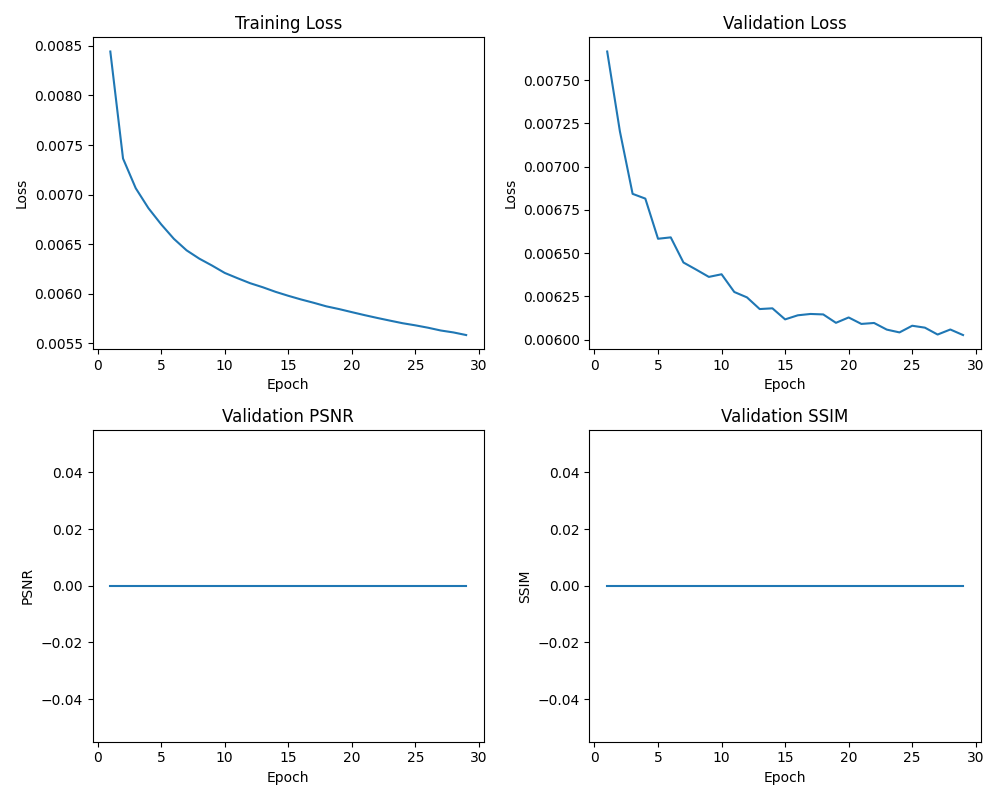 Training Loss
Validation Loss
0.0085
0.0080
0.0075
0.0070
0.0065
0.0060
0.0055
Loss
0 5 10 15 20 25 30
Epoch
0.00750
0.00725
0.00700
0.00675
0.00650
0.00625
0.00600
Loss
0 5 10 15 20 25 30
Epoch
Validation PSNR
Validation SSIM
0.04
0.02
0.00
−0.02
−0.04
PSNR
0 5 10 15 20 25 30
Epoch
0.04
0.02
0.00
−0.02
−0.04
SSIM
0 5 10 15 20 25 30
Epoch